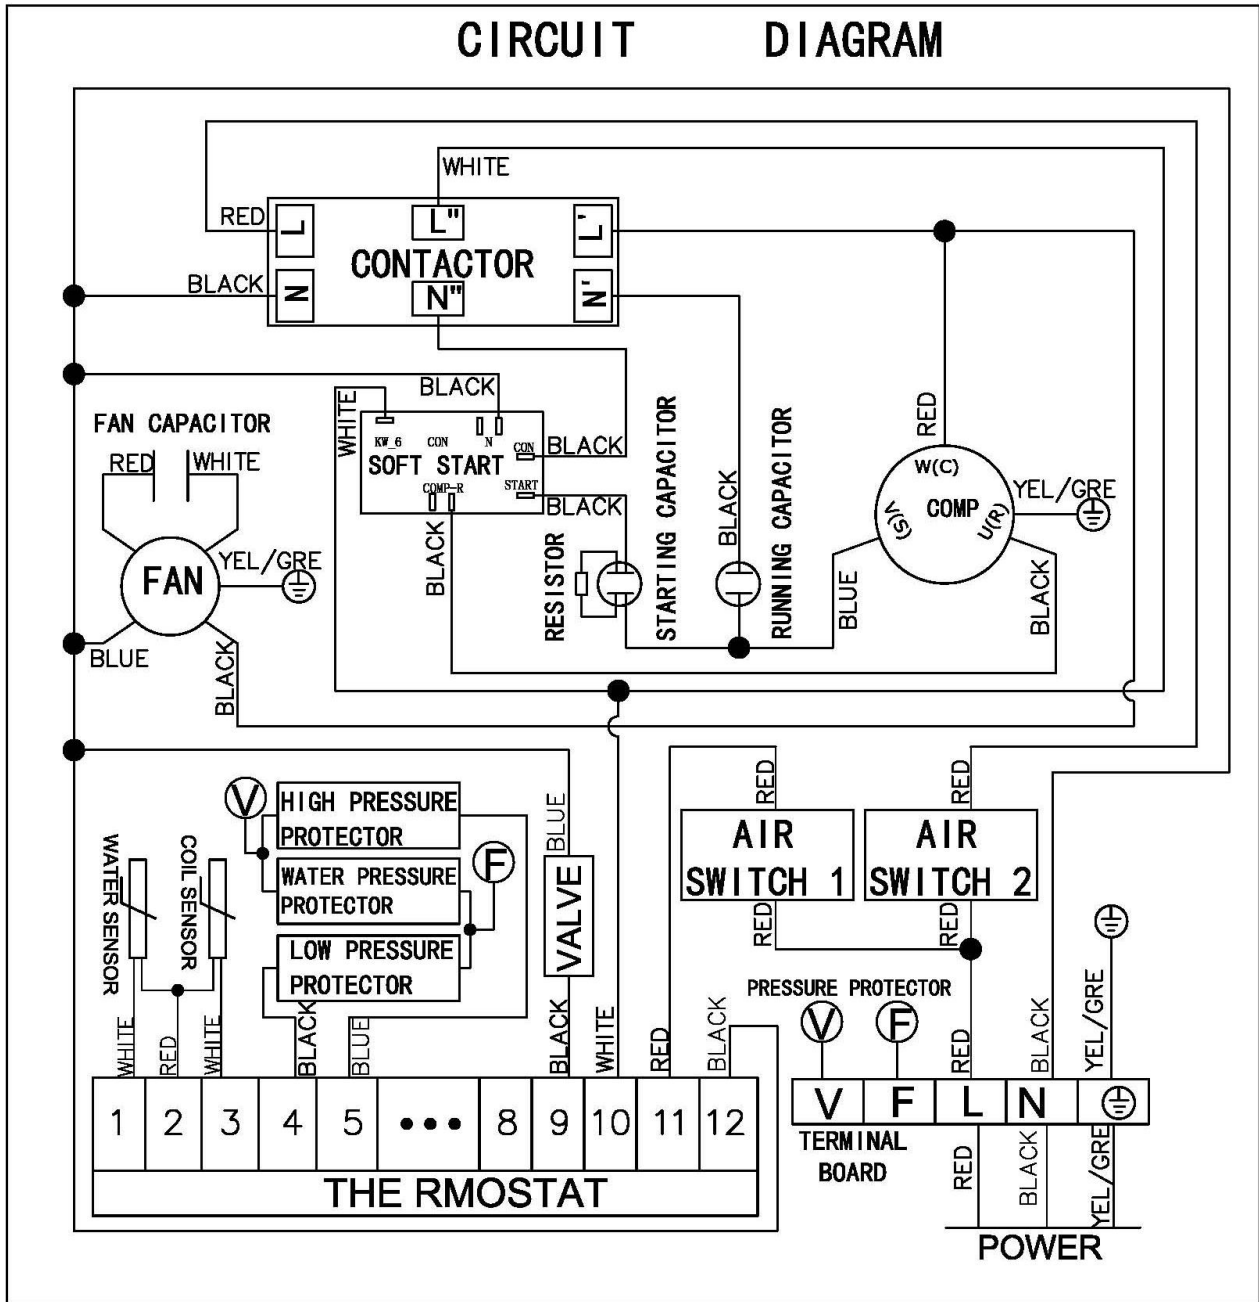 CIRCUIT DIAGRAM
WHITE
RED
L
L"
L'
CONTACTOR
BLACK
N
N"
N'
BLACK
WHITE
FAN CAPACITOR
RED
WHITE
KW_6 CON N CON
SOFT START
COMP-R START
BLACK
BLACK
BLACK
STARTING CAPACITOR
BLACK
RUNNING CAPACITOR
RED
W(C)
V(S)
COMP
U(R)
YEL/GRE
YEL/GRE
FAN
RESISTOR
BLUE
BLACK
BLUE
BLACK
WATER SENSOR
COIL SENSOR
V
HIGH PRESSURE
PROTECTOR
WATER PRESSURE
PROTECTOR
F
LOW PRESSURE
PROTECTOR
BLUE
VALVE
RED
RED
AIR
SWITCH 1
AIR
SWITCH 2
RED
RED
PRESSURE PROTECTOR
V
F
WHITE
RED
WHITE
BLACK
BLUE
BLACK
WHITE
RED
BLACK
RED
BLACK
YEL/GRE
1 2 3 4 5 ••• 8 9 10 11 12
THE RMOSTAT
V F L N
TERMINAL
BOARD
RED
BLACK
YEL/GRE
POWER